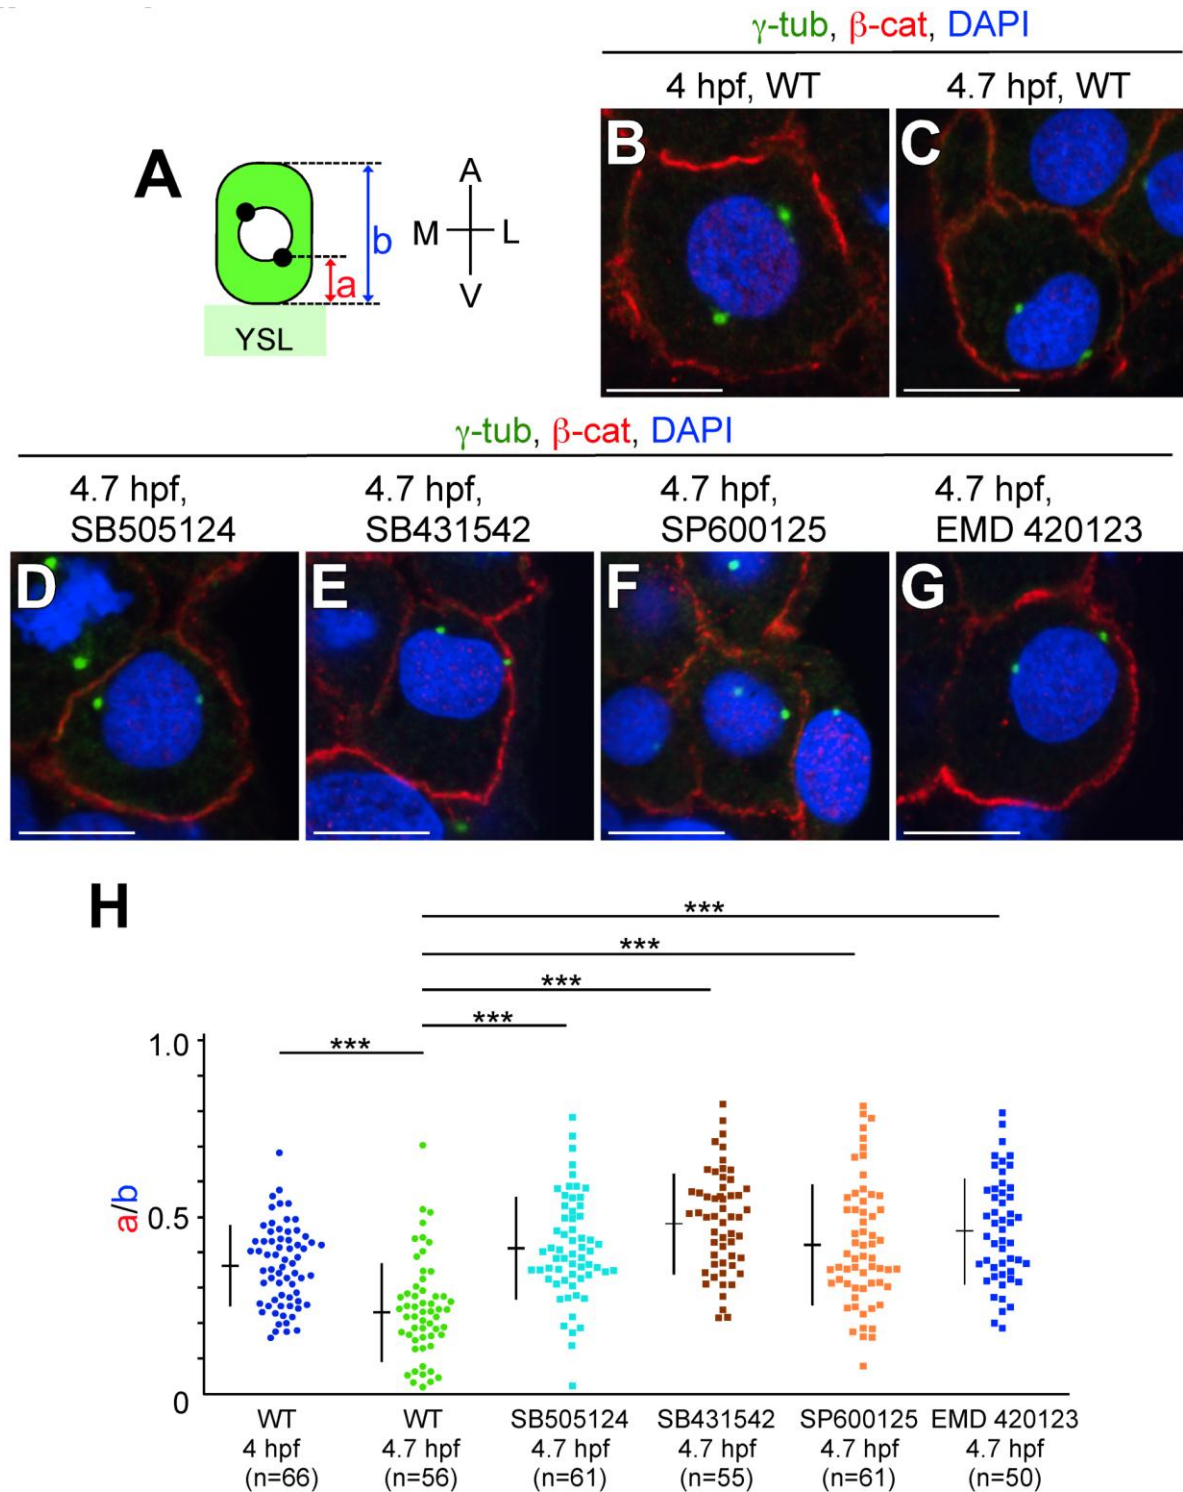 γ-tub, β-cat, DAPI
4 hpf, WT
4.7 hpf, WT
A
b
a
YSL
A
M L
V
B
C
γ-tub, β-cat, DAPI
4.7 hpf,
SB505124
4.7 hpf,
SB431542
4.7 hpf,
SP600125
4.7 hpf,
EMD 420123
D
E
F
G
H
***
***
***
***
***
1.0
0.5
0
a/b
WT
4 hpf
(n=66)
WT
4.7 hpf
(n=56)
SB505124
4.7 hpf
(n=61)
SB431542
4.7 hpf
(n=55)
SP600125
4.7 hpf
(n=61)
EMD 420123
4.7 hpf
(n=50)